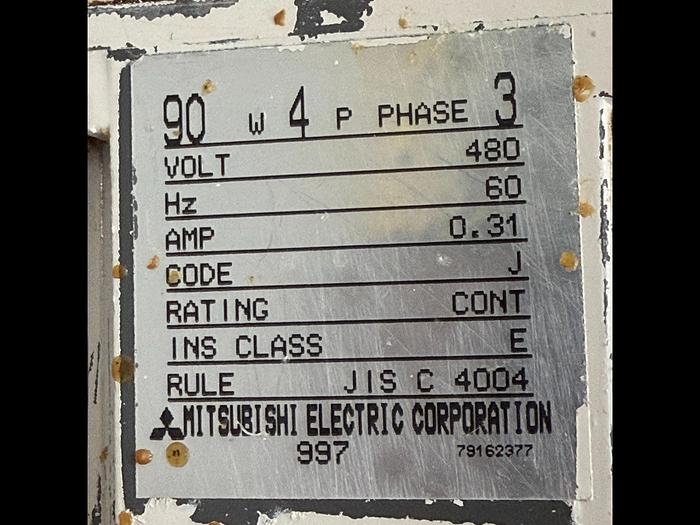 90 W 4 P PHASE 3
VOLT 480
Hz 60
AMP 0.31
CODE J
RATING CONT
INS CLASS E
RULE JIS C 4004
MITSUBISHI ELECTRIC CORPORATION
997 79162377